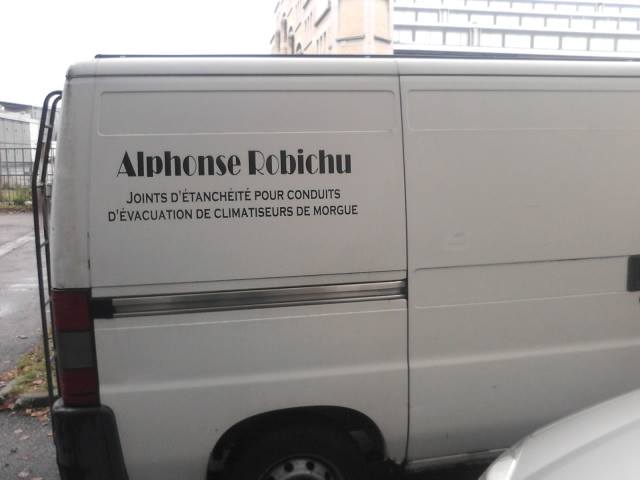 Alphonse Robichu
JOINTS D'ÉTANCHÉITÉ POUR CONDUITS
D'ÉVACUATION DE CLIMATISEURS DE MORGUE